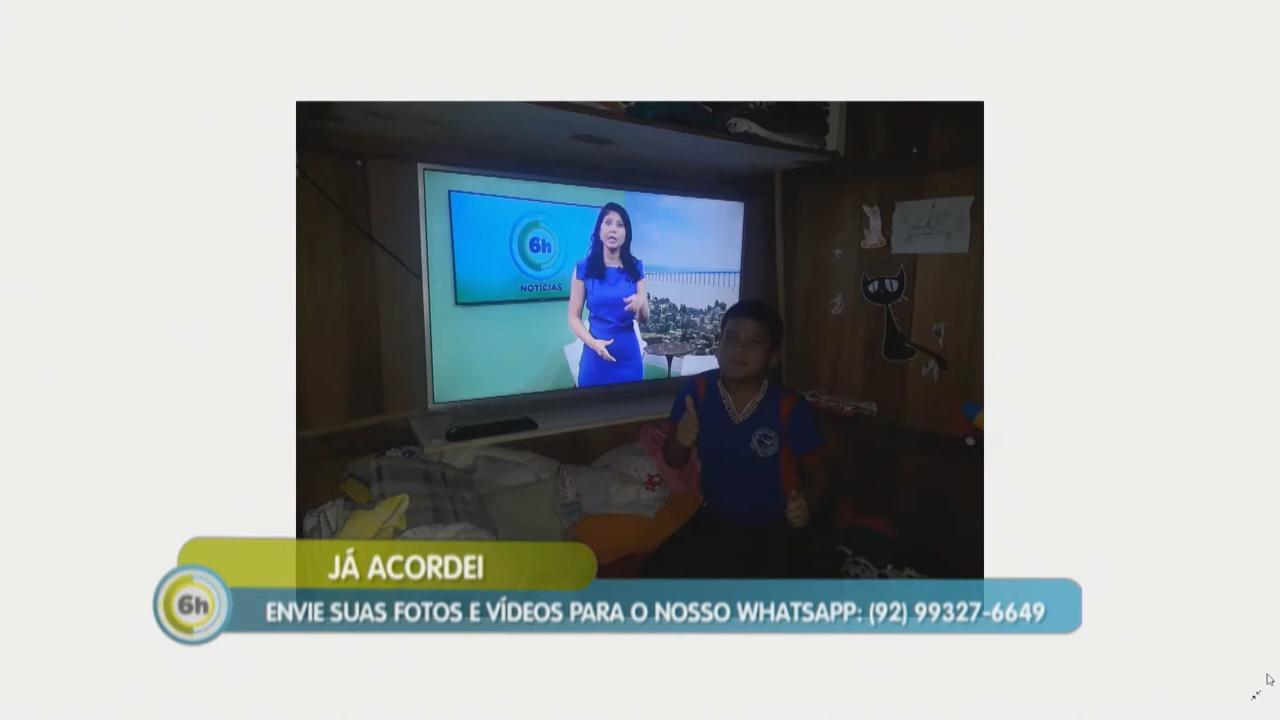 6h
NOTÍCIAS
JÁ ACORDEI
6h
ENVIE SUAS FOTOS E VÍDEOS PARA O NOSSO WHATSAPP: (92) 99327-6649